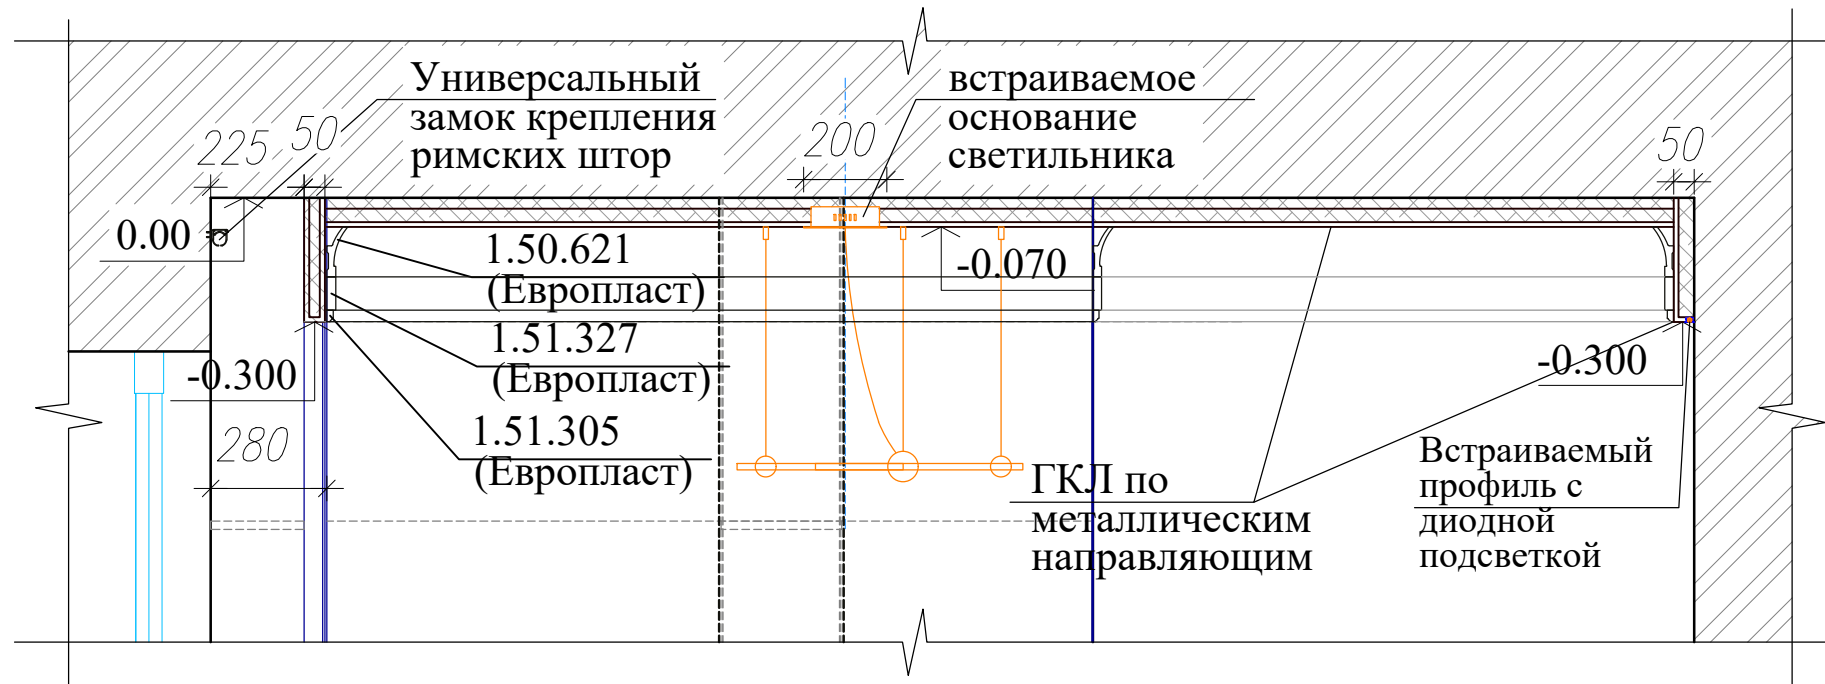 Универсальный
замок крепления
римских штор
встраиваемое
основание
светильника
225
50
200
50
0.00
1.50.621
(Европласт)
-0.070
1.51.327
(Европласт)
-0.300
-0.300
1.51.305
(Европласт)
280
ГКЛ по
металлическим
направляющим
Встраиваемый
профиль с
диодной
подсветкой